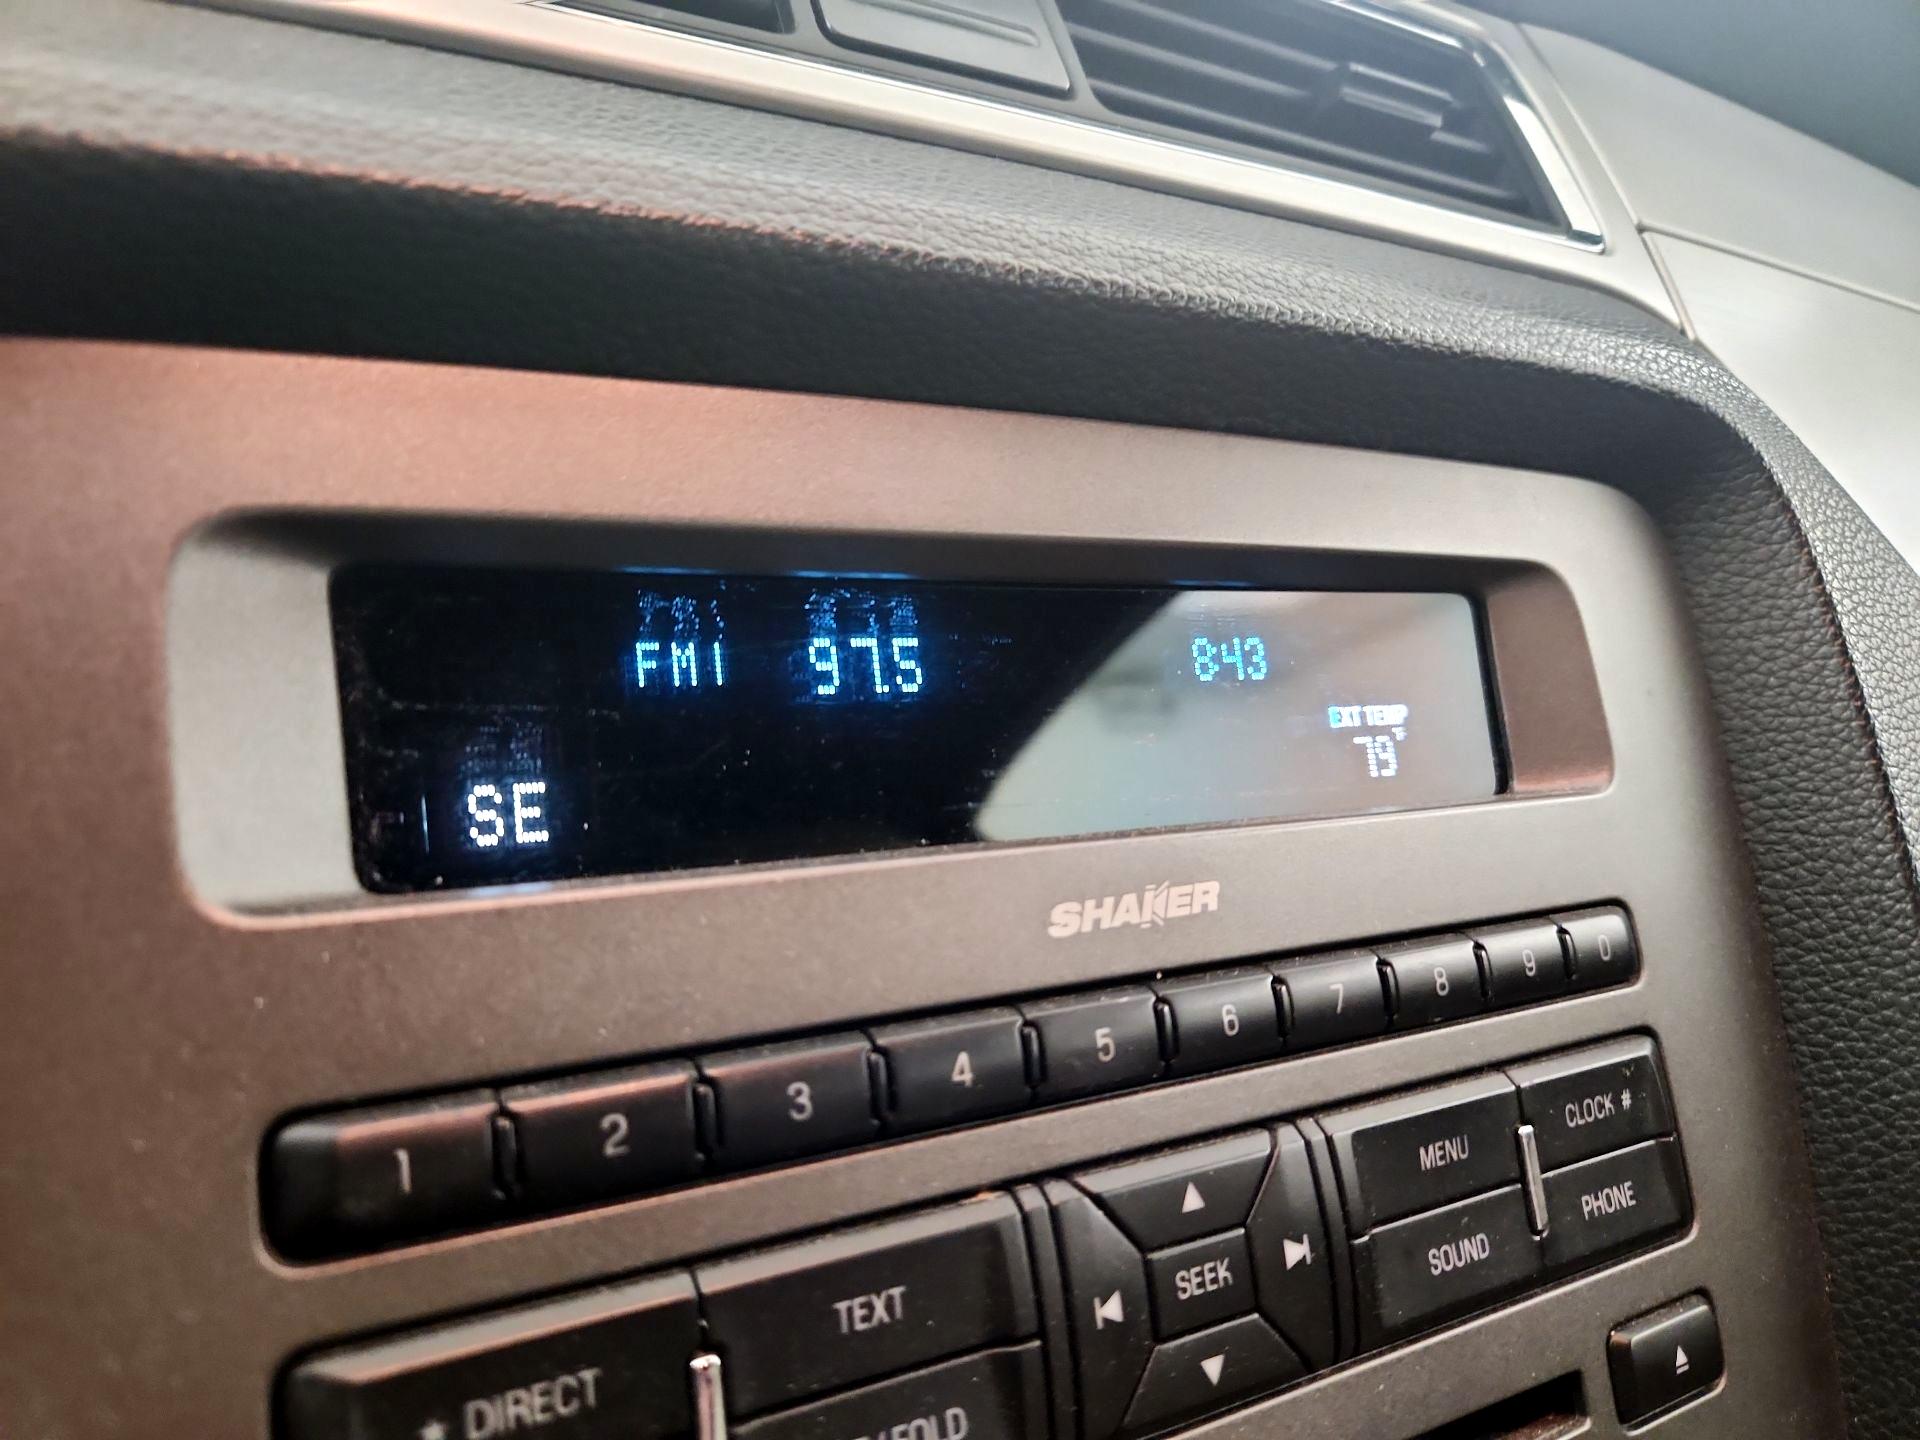 FM1 97.5 8:43
EXT TEMP
79°F
SE
SHAKER
1 2 3 4 5 6 7 8 9 0
MENU CLOCK #
SOUND PHONE
SEEK
TEXT
* DIRECT